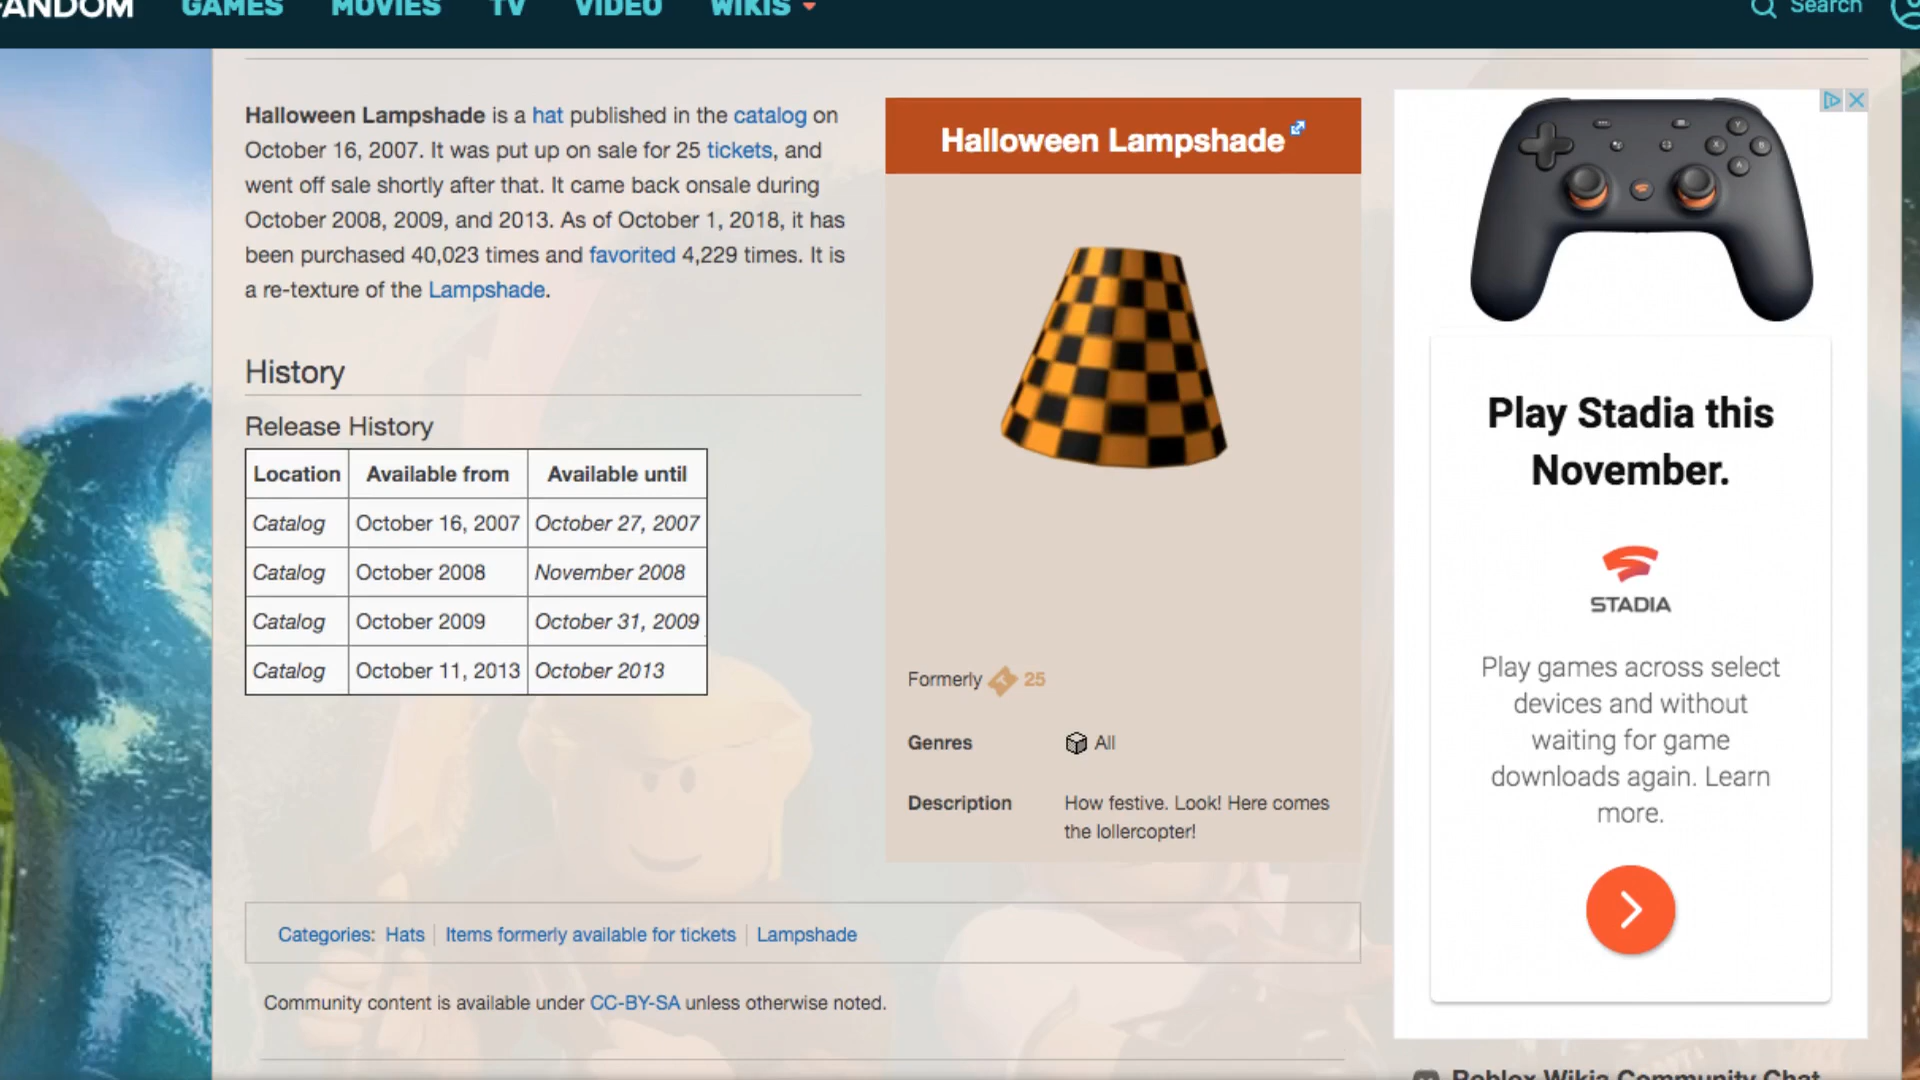 FANDOM GAMES MOVIES TV VIDEO WIKIS Search
Halloween Lampshade is a hat published in the catalog on
October 16, 2007. It was put up on sale for 25 tickets, and
went off sale shortly after that. It came back onsale during
October 2008, 2009, and 2013. As of October 1, 2018, it has
been purchased 40,023 times and favorited 4,229 times. It is
a re-texture of the Lampshade.
History
Release History
Location Available from Available until
Catalog October 16, 2007 October 27, 2007
Catalog October 2008 November 2008
Catalog October 2009 October 31, 2009
Catalog October 11, 2013 October 2013
Halloween Lampshade
Formerly 25
Genres All
Description How festive. Look! Here comes
the lollercopter!
Categories: Hats Items formerly available for tickets Lampshade
Community content is available under CC-BY-SA unless otherwise noted.
Y
X B
A
Play Stadia this
November.
STADIA
Play games across select
devices and without
waiting for game
downloads again. Learn
more.
Roblox Wikia Community Chat